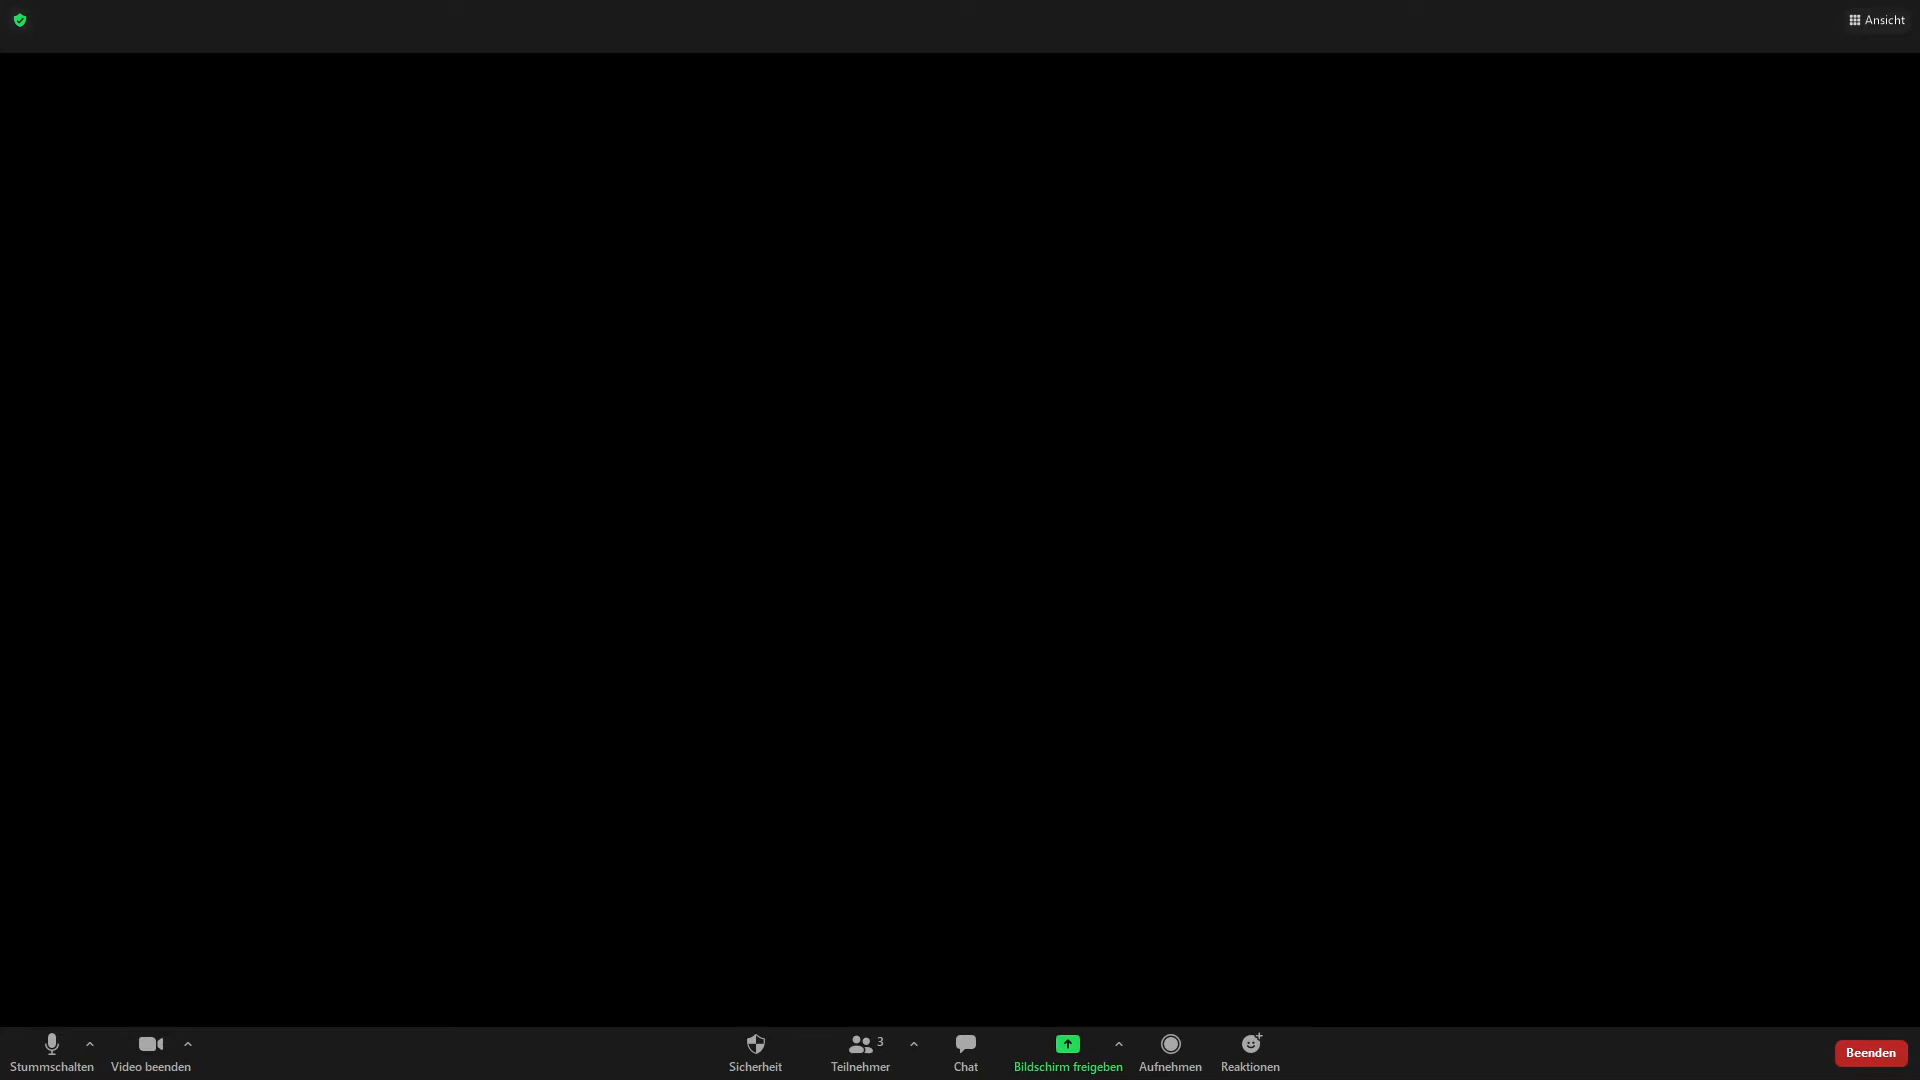 Ansicht
Stummschalten
Video beenden
Sicherheit
3
Teilnehmer
Chat
Bildschirm freigeben
Aufnehmen
Reaktionen
Beenden